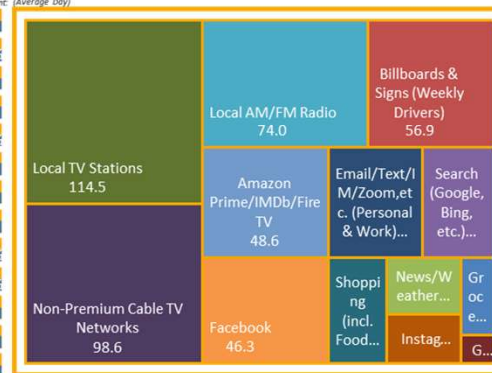 (Average Day)
Local TV Stations
114.5
Non-Premium Cable TV
Networks
98.6
Local AM/FM Radio
74.0
Billboards &
Signs (Weekly
Drivers)
56.9
Amazon
Prime/IMDb/Fire
TV
48.6
Email/Text/I
M/Zoom,et
c. (Personal
& Work)...
Search
(Google,
Bing,
etc.)...
Facebook
46.3
Shoppi
ng
(incl.
Food...
News/W
eather...
Instag...
Gr
oc
e...
G...